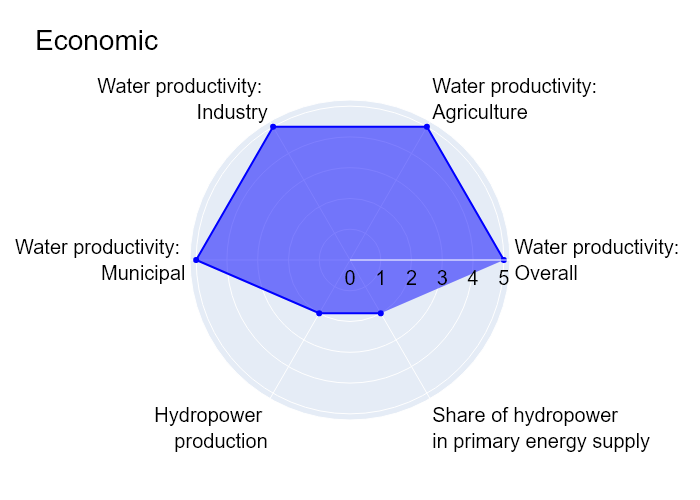 Economic
Water productivity:
Industry
Water productivity:
Agriculture
Water productivity:
Municipal
Water productivity:
Overall
0 1 2 3 4 5
Hydropower
production
Share of hydropower
in primary energy supply